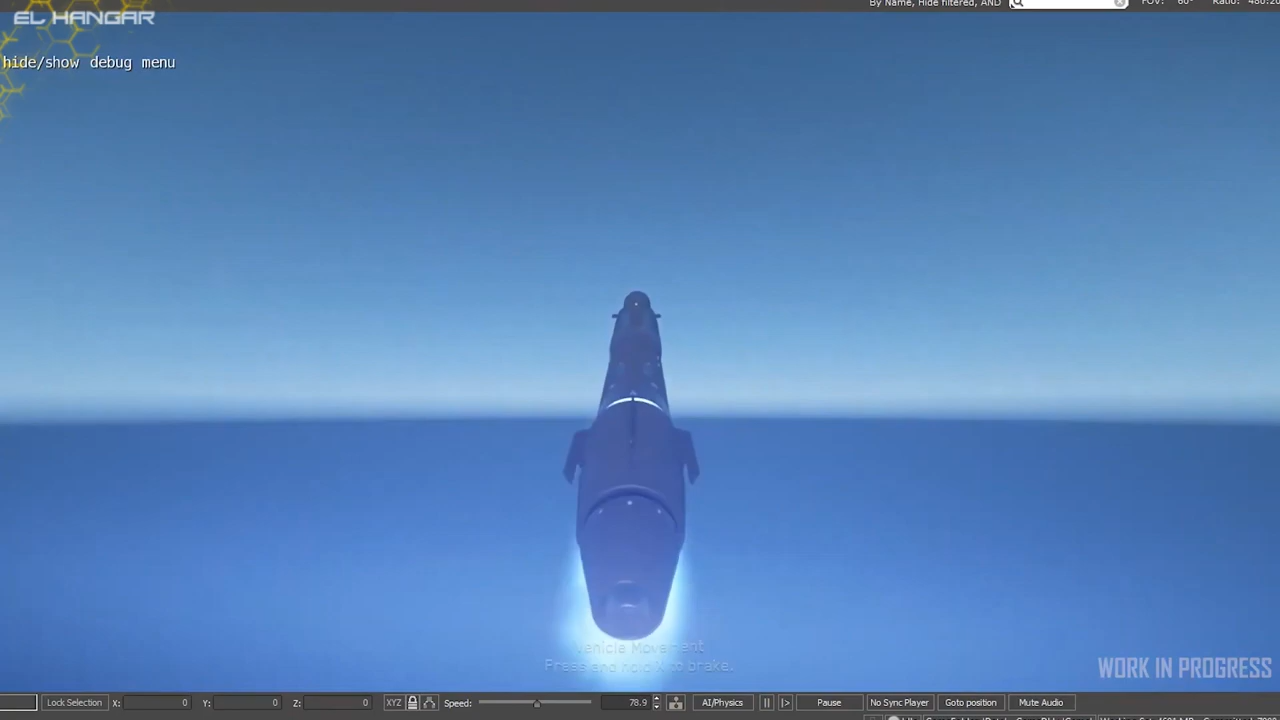 EL HANGAR
By Name, Hide filtered, AND
FOV: 60°
Ratio:
hide/show debug menu
Vehicle Movement
Press and hold X to brake.
WORK IN PROGRESS
Lock Selection X: 0 Y: 0 Z: 0 XYZ Speed: 78.9 AI/Physics Pause No Sync Player Goto position Mute Audio